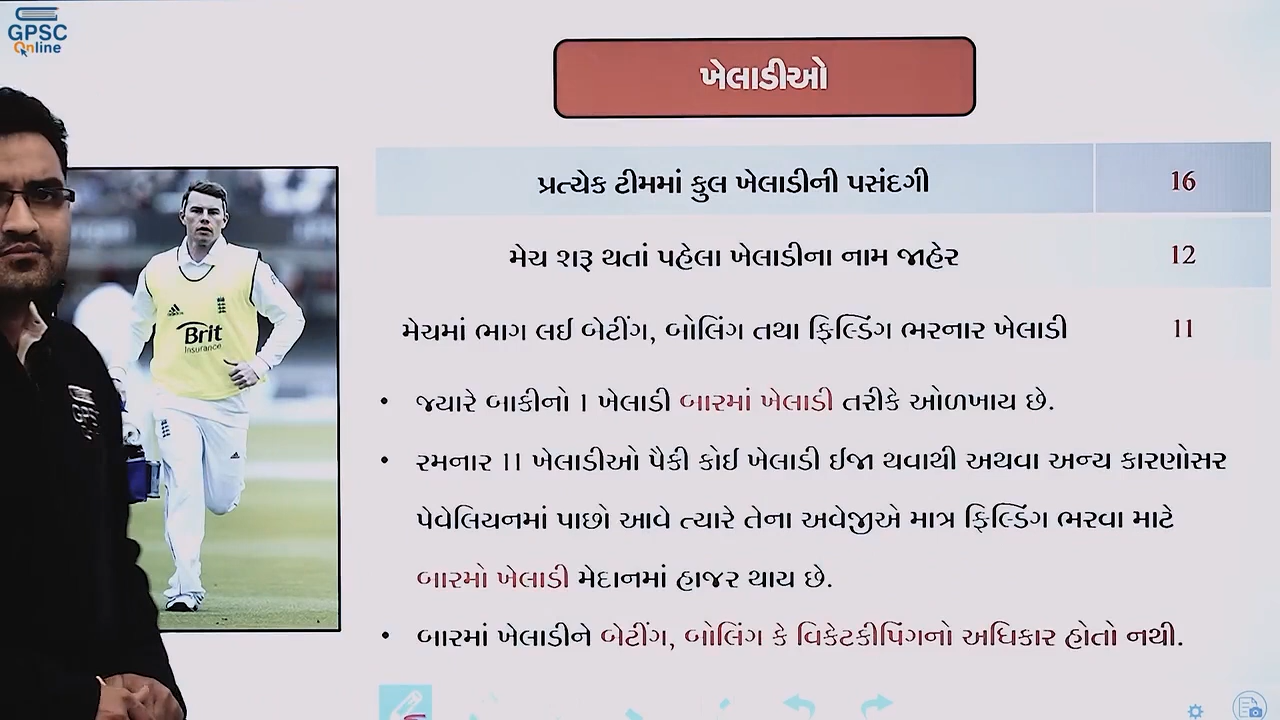 GPSC
Online
ખેલાડીઓ
પ્રત્યેક ટીમમાં કુલ ખેલાડીની પસંદગી 16
મેચ શરૂ થતાં પહેલા ખેલાડીના નામ જાહેર 12
મેચમાં ભાગ લઈ બેટીંગ, બોલિંગ તથા ફિલ્ડિંગ ભરનાર ખેલાડી 11
• જ્યારે બાકીનો 1 ખેલાડી બારમાં ખેલાડી તરીકે ઓળખાય છે.
• રમનાર 11 ખેલાડીઓ પૈકી કોઈ ખેલાડી ઈજા થવાથી અથવા અન્ય કારણોસર
પેવેલિયનમાં પાછો આવે ત્યારે તેના અવેજીએ માત્ર ફિલ્ડિંગ ભરવા માટે
બારમો ખેલાડી મેદાનમાં હાજર થાય છે.
• બારમાં ખેલાડીને બેટીંગ, બોલિંગ કે વિકેટકીપિંગનો અધિકાર હોતો નથી.
Brit
Insurance